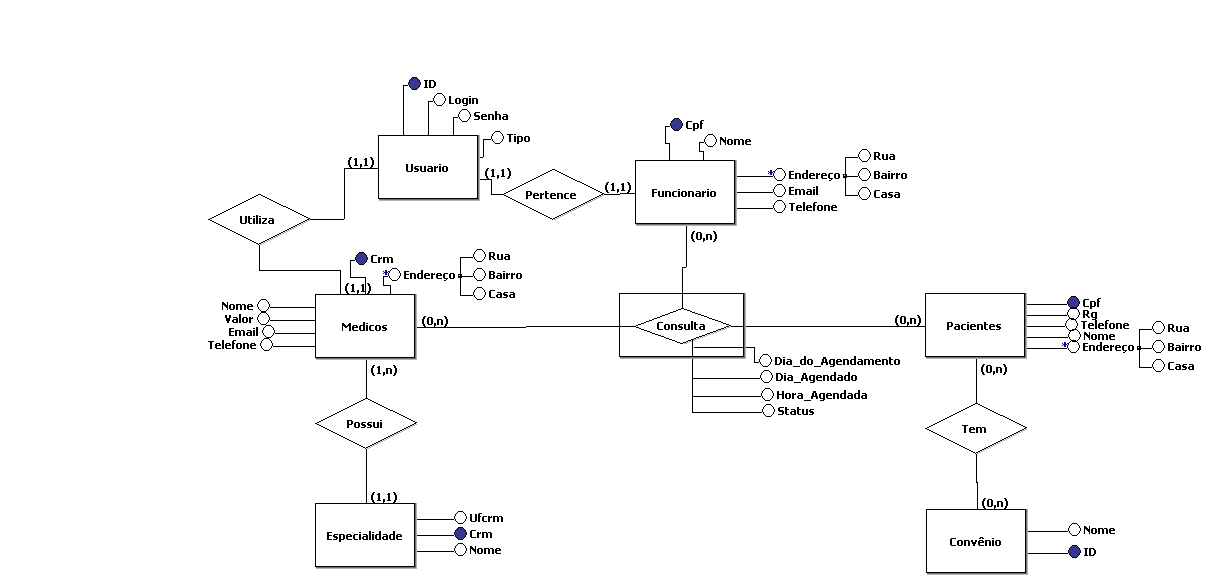 ID
Login
Senha
Tipo
Usuario
(1,1)
(1,1)
Pertence
(1,1)
Cpf
Nome
Funcionario
* Endereço
Email
Telefone
Rua
Bairro
Casa
(0,n)
Utiliza
(1,1)
Crm
* Endereço
Rua
Bairro
Casa
Nome
Valor
Email
Telefone
Medicos
(0,n)
Consulta
(0,n)
Pacientes
Cpf
Rg
Telefone
Nome
* Endereço
Rua
Bairro
Casa
Dia_do_Agendamento
Dia_Agendado
Hora_Agendada
Status
(1,n)
Possui
(1,1)
Especialidade
Ufcrm
Crm
Nome
(0,n)
Tem
(0,n)
Convênio
Nome
ID